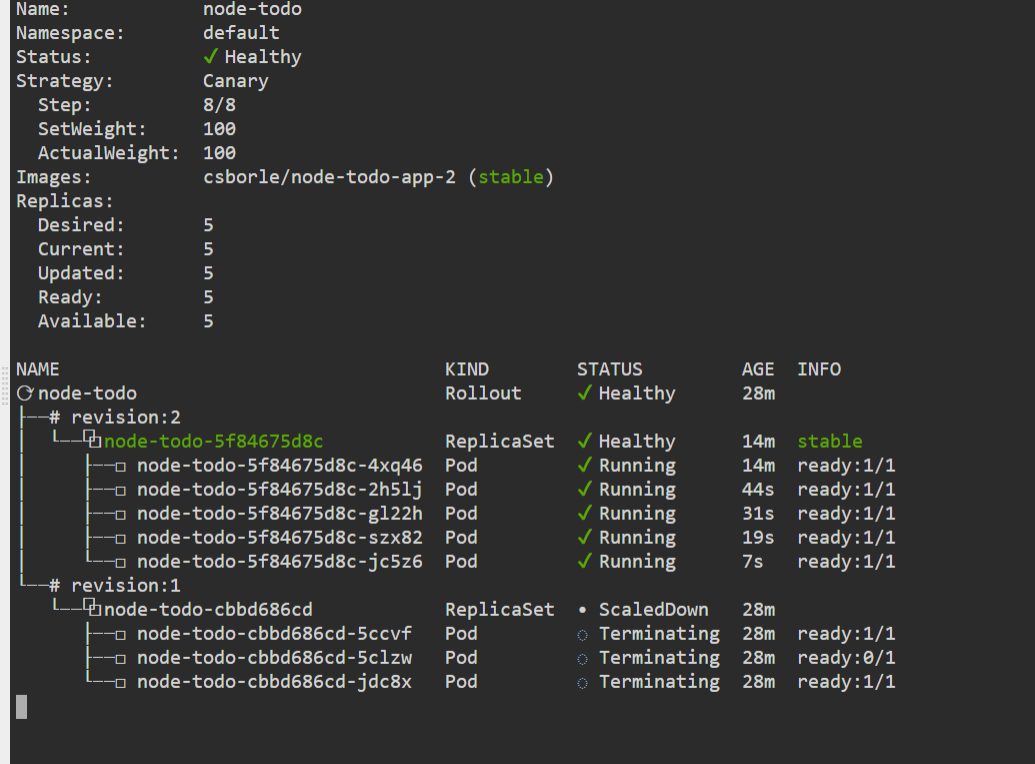 Name:            node-todo
Namespace:       default
Status:          ✔ Healthy
Strategy:        Canary
  Step:          8/8
  SetWeight:     100
  ActualWeight:  100
Images:          csborle/node-todo-app-2 (stable)
Replicas:
  Desired:       5
  Current:       5
  Updated:       5
  Ready:         5
  Available:     5

NAME                                   KIND        STATUS         AGE  INFO
⟳ node-todo                            Rollout     ✔ Healthy      28m
├──# revision:2
│  └──⧉ node-todo-5f84675d8c           ReplicaSet  ✔ Healthy      14m  stable
│     ├──□ node-todo-5f84675d8c-4xq46  Pod         ✔ Running      14m  ready:1/1
│     ├──□ node-todo-5f84675d8c-2h5lj  Pod         ✔ Running      44s  ready:1/1
│     ├──□ node-todo-5f84675d8c-gl22h  Pod         ✔ Running      31s  ready:1/1
│     ├──□ node-todo-5f84675d8c-szx82  Pod         ✔ Running      19s  ready:1/1
│     └──□ node-todo-5f84675d8c-jc5z6  Pod         ✔ Running      7s   ready:1/1
└──# revision:1
   └──⧉ node-todo-cbbd686cd            ReplicaSet  • ScaledDown   28m
      ├──□ node-todo-cbbd686cd-5ccvf   Pod         ◌ Terminating  28m  ready:1/1
      ├──□ node-todo-cbbd686cd-5clzw   Pod         ◌ Terminating  28m  ready:0/1
      └──□ node-todo-cbbd686cd-jdc8x   Pod         ◌ Terminating  28m  ready:1/1